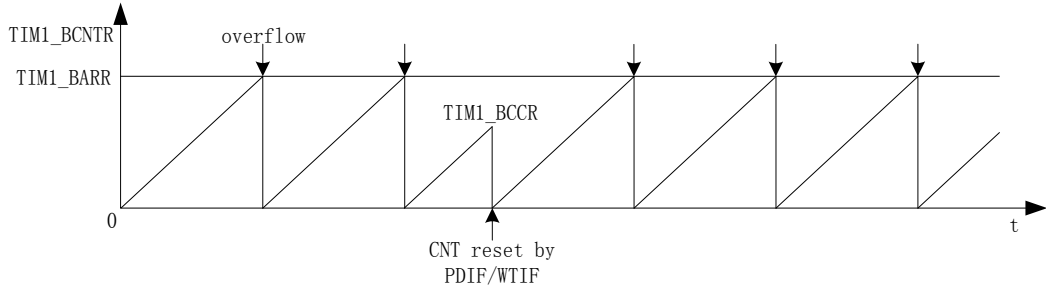 TIM1_BCNTR
overflow
TIM1_BARR
TIM1_BCCR
0
t
CNT reset by
PDIF/WTIF